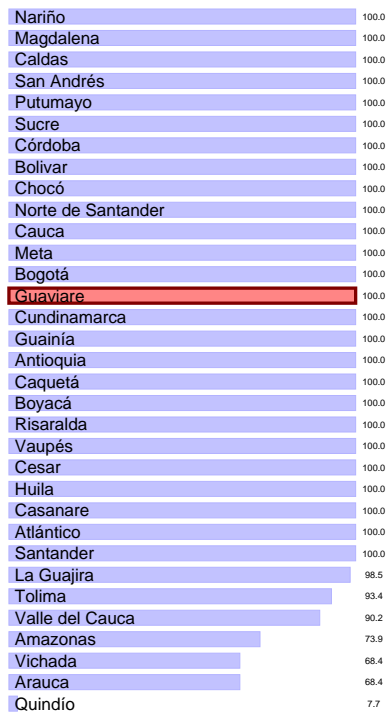 Nariño 100.0
Magdalena 100.0
Caldas 100.0
San Andrés 100.0
Putumayo 100.0
Sucre 100.0
Córdoba 100.0
Bolivar 100.0
Chocó 100.0
Norte de Santander 100.0
Cauca 100.0
Meta 100.0
Bogotá 100.0
Guaviare 100.0
Cundinamarca 100.0
Guainía 100.0
Antioquia 100.0
Caquetá 100.0
Boyacá 100.0
Risaralda 100.0
Vaupés 100.0
Cesar 100.0
Huila 100.0
Casanare 100.0
Atlántico 100.0
Santander 100.0
La Guajira 98.5
Tolima 93.4
Valle del Cauca 90.2
Amazonas 73.9
Vichada 68.4
Arauca 68.4
Quindío 7.7